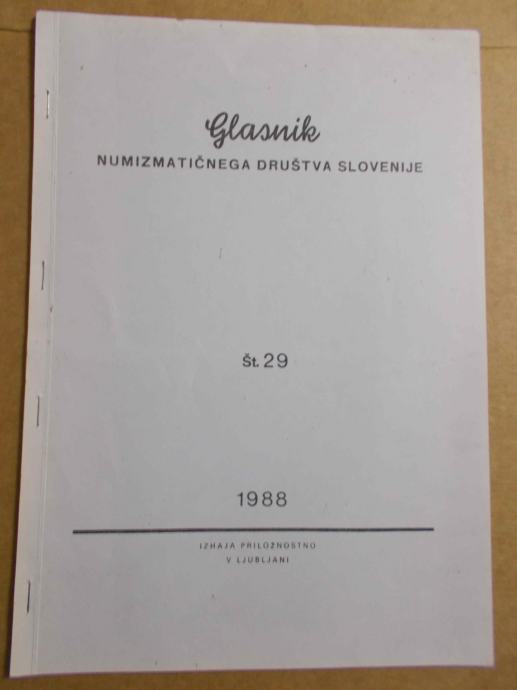 Glasnik
NUMIZMATIČNEGA DRUŠTVA SLOVENIJE
Št. 29
1988
IZHAJA PRILOŽNOSTNO
V LJUBLJANI